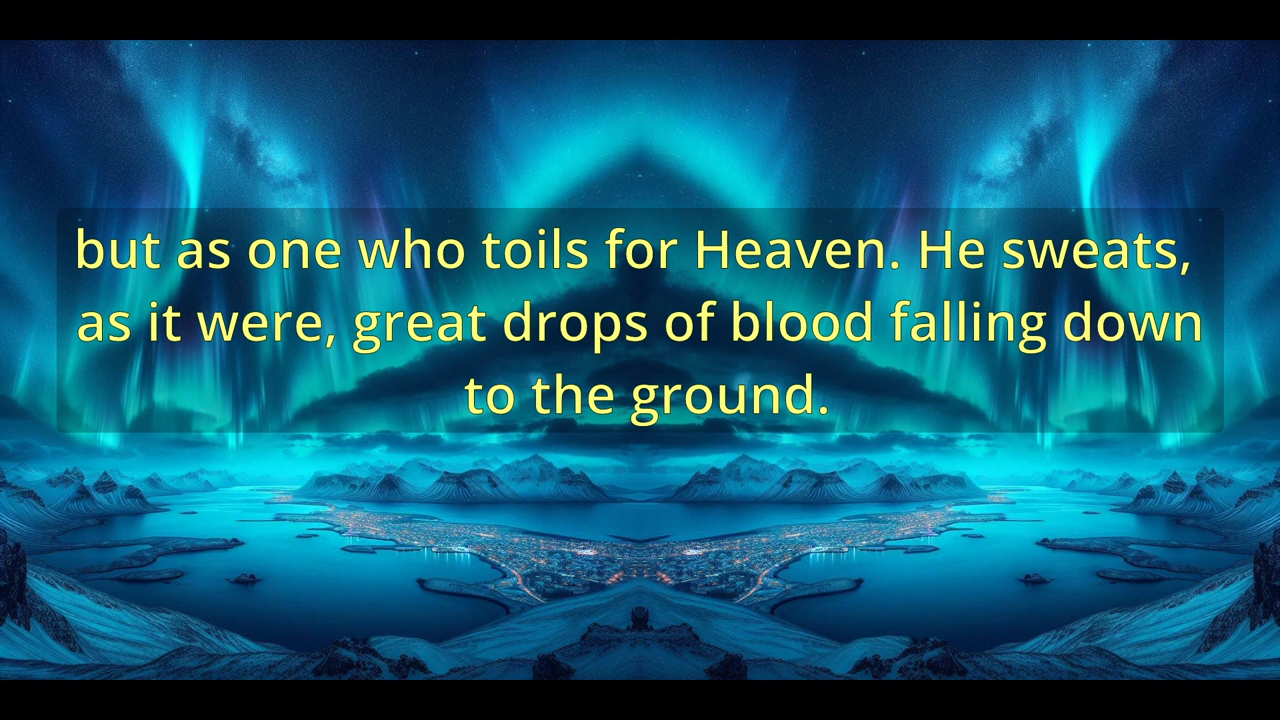 but as one who toils for Heaven. He sweats,
as it were, great drops of blood falling down
to the ground.